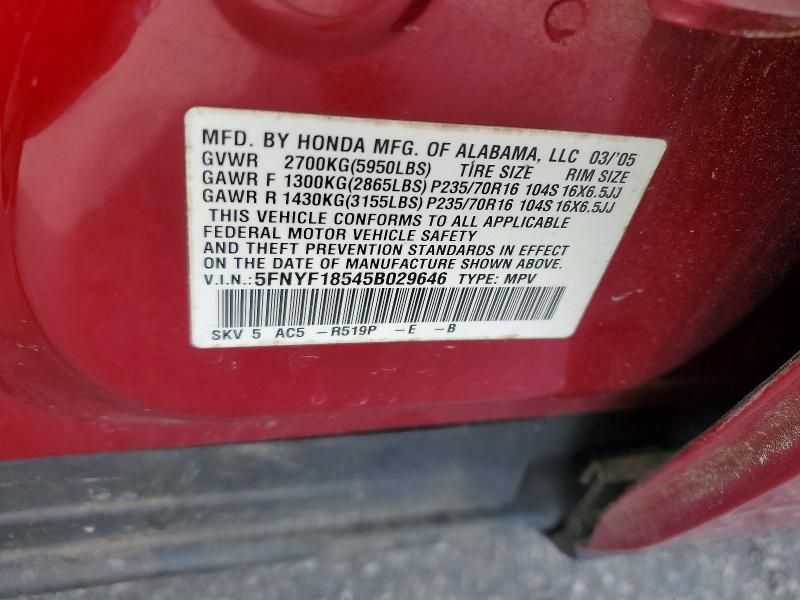 MFD. BY HONDA MFG. OF ALABAMA, LLC 03/'05
GVWR 2700KG(5950LBS) TIRE SIZE RIM SIZE
GAWR F 1300KG(2865LBS) P235/70R16 104S 16X6.5JJ
GAWR R 1430KG(3155LBS) P235/70R16 104S 16X6.5JJ
THIS VEHICLE CONFORMS TO ALL APPLICABLE
FEDERAL MOTOR VEHICLE SAFETY
AND THEFT PREVENTION STANDARDS IN EFFECT
ON THE DATE OF MANUFACTURE SHOWN ABOVE.
V.I.N.:5FNYF18545B029646 TYPE: MPV
SKV 5 AC5 -R519P -E -B